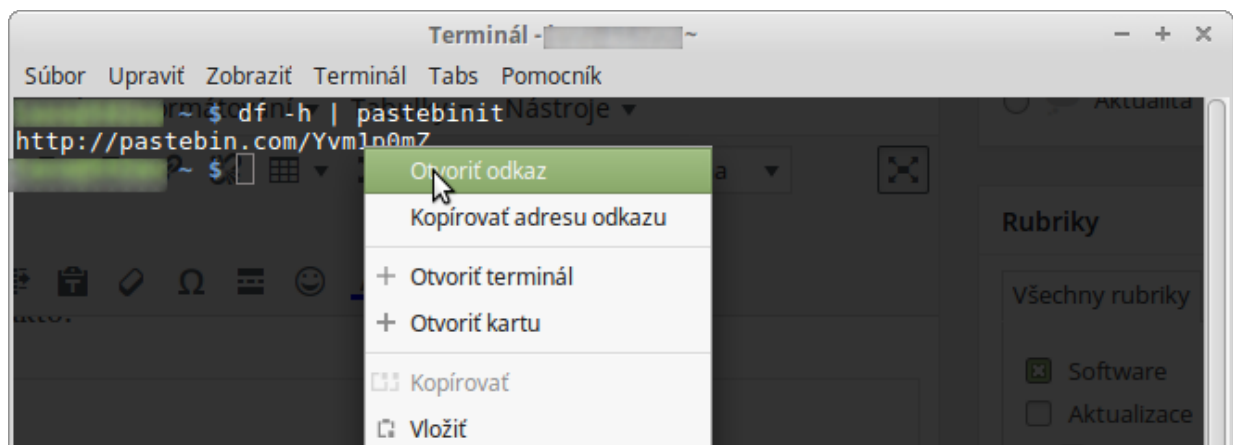 Terminál - ~
Súbor Upraviť Zobraziť Terminál Tabs Pomocník
~ $ df -h | pastebinit
Nástroje
Aktualita
http://pastebin.com/Yvm1p0mZ
~ $
Otvoriť odkaz
Kopírovať adresu odkazu
Rubriky
Otvoriť terminál
Všechny rubriky
Otvoriť kartu
Kopírovať
Software
Vložiť
Aktualizace